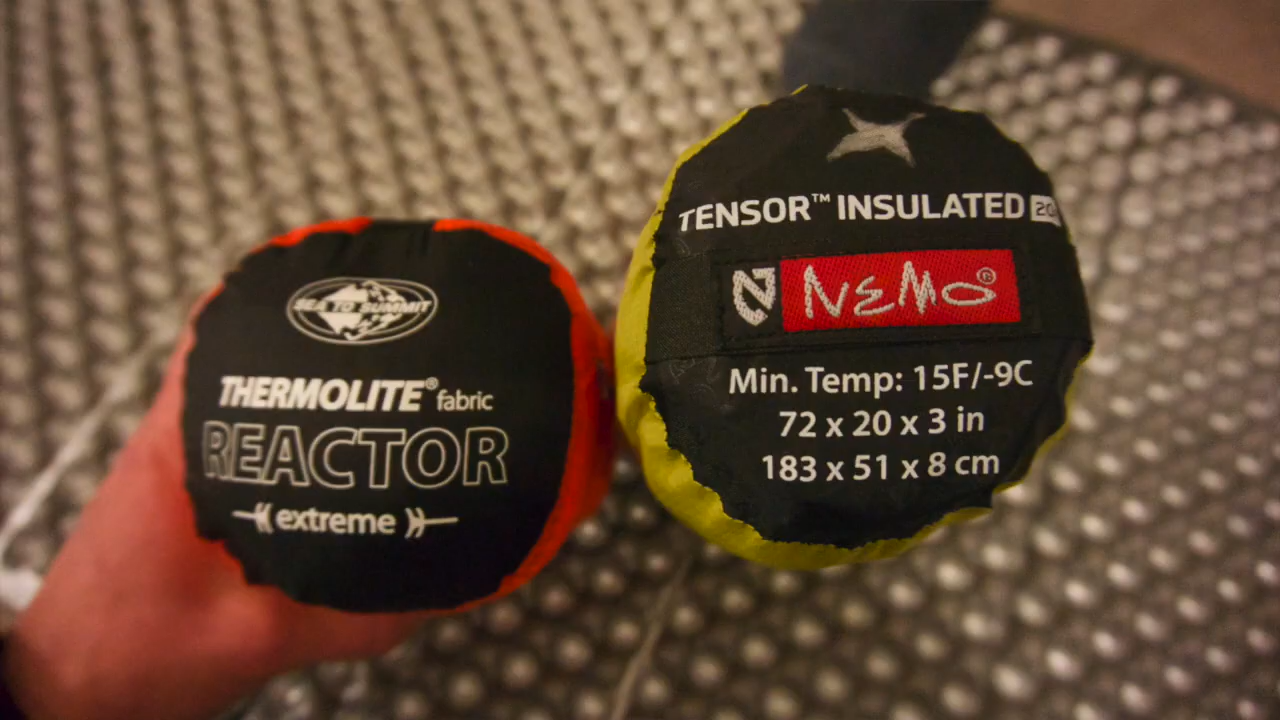 SEA TO SUMMIT
THERMOLITE® fabric
REACTOR
extreme
TENSOR™ INSULATED
NEMO®
Min. Temp: 15F/-9C
72 x 20 x 3 in
183 x 51 x 8 cm